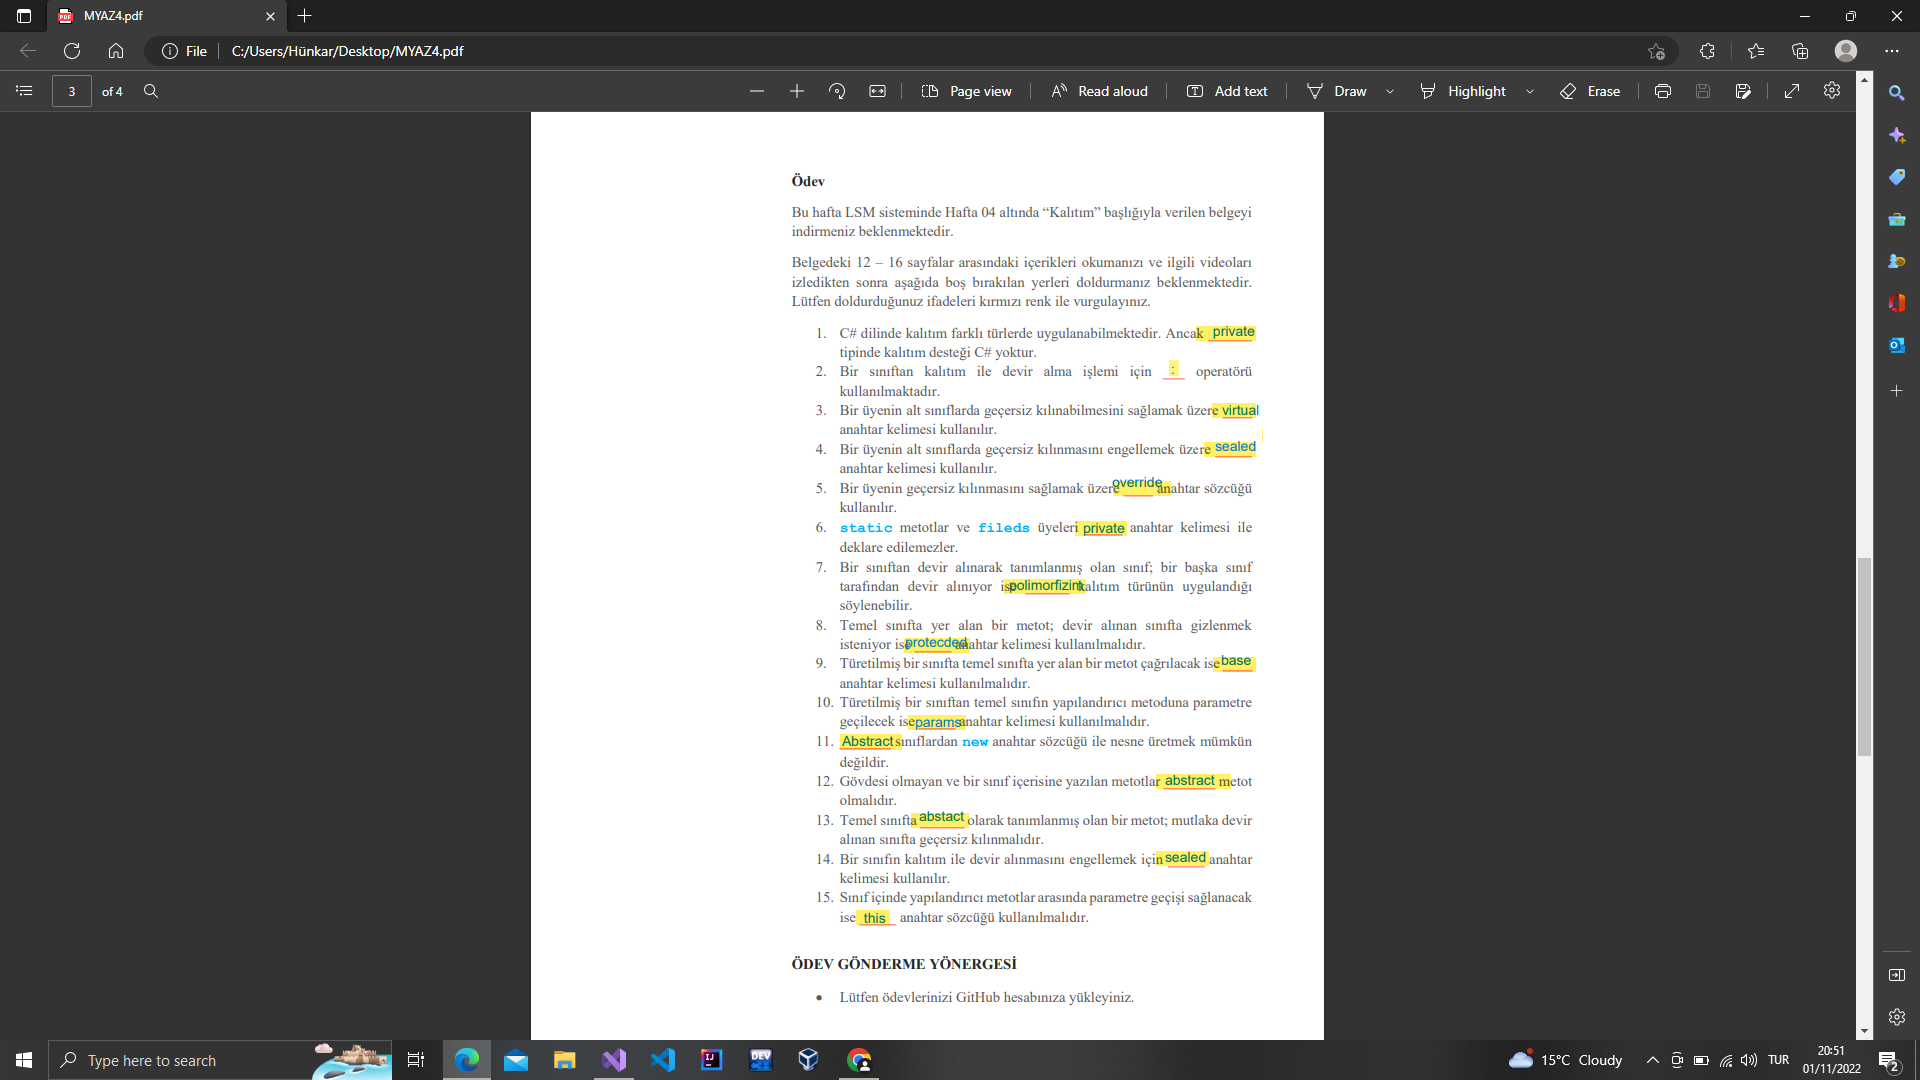 MYAZ4.pdf
File
C:/Users/Hünkar/Desktop/MYAZ4.pdf
3 of 4
Page view
Read aloud
Add text
Draw
Highlight
Erase
Ödev
Bu hafta LSM sisteminde Hafta 04 altında “Kalıtım” başlığıyla verilen belgeyi
indirmeniz beklenmektedir.
Belgedeki 12 – 16 sayfalar arasındaki içerikleri okumanızı ve ilgili videoları
izledikten sonra aşağıda boş bırakılan yerleri doldurmanız beklenmektedir.
Lütfen doldurduğunuz ifadeleri kırmızı renk ile vurgulayınız.
1. C# dilinde kalıtım farklı türlerde uygulanabilmektedir. Ancak private
tipinde kalıtım desteği C# yoktur.
2. Bir sınıftan kalıtım ile devir alma işlemi için : operatörü
kullanılmaktadır.
3. Bir üyenin alt sınıflarda geçersiz kılınabilmesini sağlamak üzere virtual
anahtar kelimesi kullanılır.
4. Bir üyenin alt sınıflarda geçersiz kılınmasını engellemek üzere sealed
anahtar kelimesi kullanılır.
5. Bir üyenin geçersiz kılınmasını sağlamak üzere override anahtar sözcüğü
kullanılır.
6. static metotlar ve fileds üyeleri private anahtar kelimesi ile
deklare edilemezler.
7. Bir sınıftan devir alınarak tanımlanmış olan sınıf; bir başka sınıf
tarafından devir alınıyor ise polimorfizim kalıtım türünün uygulandığı
söylenebilir.
8. Temel sınıfta yer alan bir metot; devir alınan sınıfta gizlenmek
isteniyor ise protecded anahtar kelimesi kullanılmalıdır.
9. Türetilmiş bir sınıfta temel sınıfta yer alan bir metot çağrılacak ise base
anahtar kelimesi kullanılmalıdır.
10. Türetilmiş bir sınıftan temel sınıfın yapılandırıcı metoduna parametre
geçilecek ise params anahtar kelimesi kullanılmalıdır.
11. Abstract sınıflardan new anahtar sözcüğü ile nesne üretmek mümkün
değildir.
12. Gövdesi olmayan ve bir sınıf içerisine yazılan metotlar abstract metot
olmalıdır.
13. Temel sınıfta abstact olarak tanımlanmış olan bir metot; mutlaka devir
alınan sınıfta geçersiz kılınmalıdır.
14. Bir sınıfın kalıtım ile devir alınmasını engellemek için sealed anahtar
kelimesi kullanılır.
15. Sınıf içinde yapılandırıcı metotlar arasında parametre geçişi sağlanacak
ise this anahtar sözcüğü kullanılmalıdır.
ÖDEV GÖNDERME YÖNERGESİ
• Lütfen ödevlerinizi GitHub hesabınıza yükleyiniz.
Type here to search
15°C Cloudy
TUR
20:51
01/11/2022
2